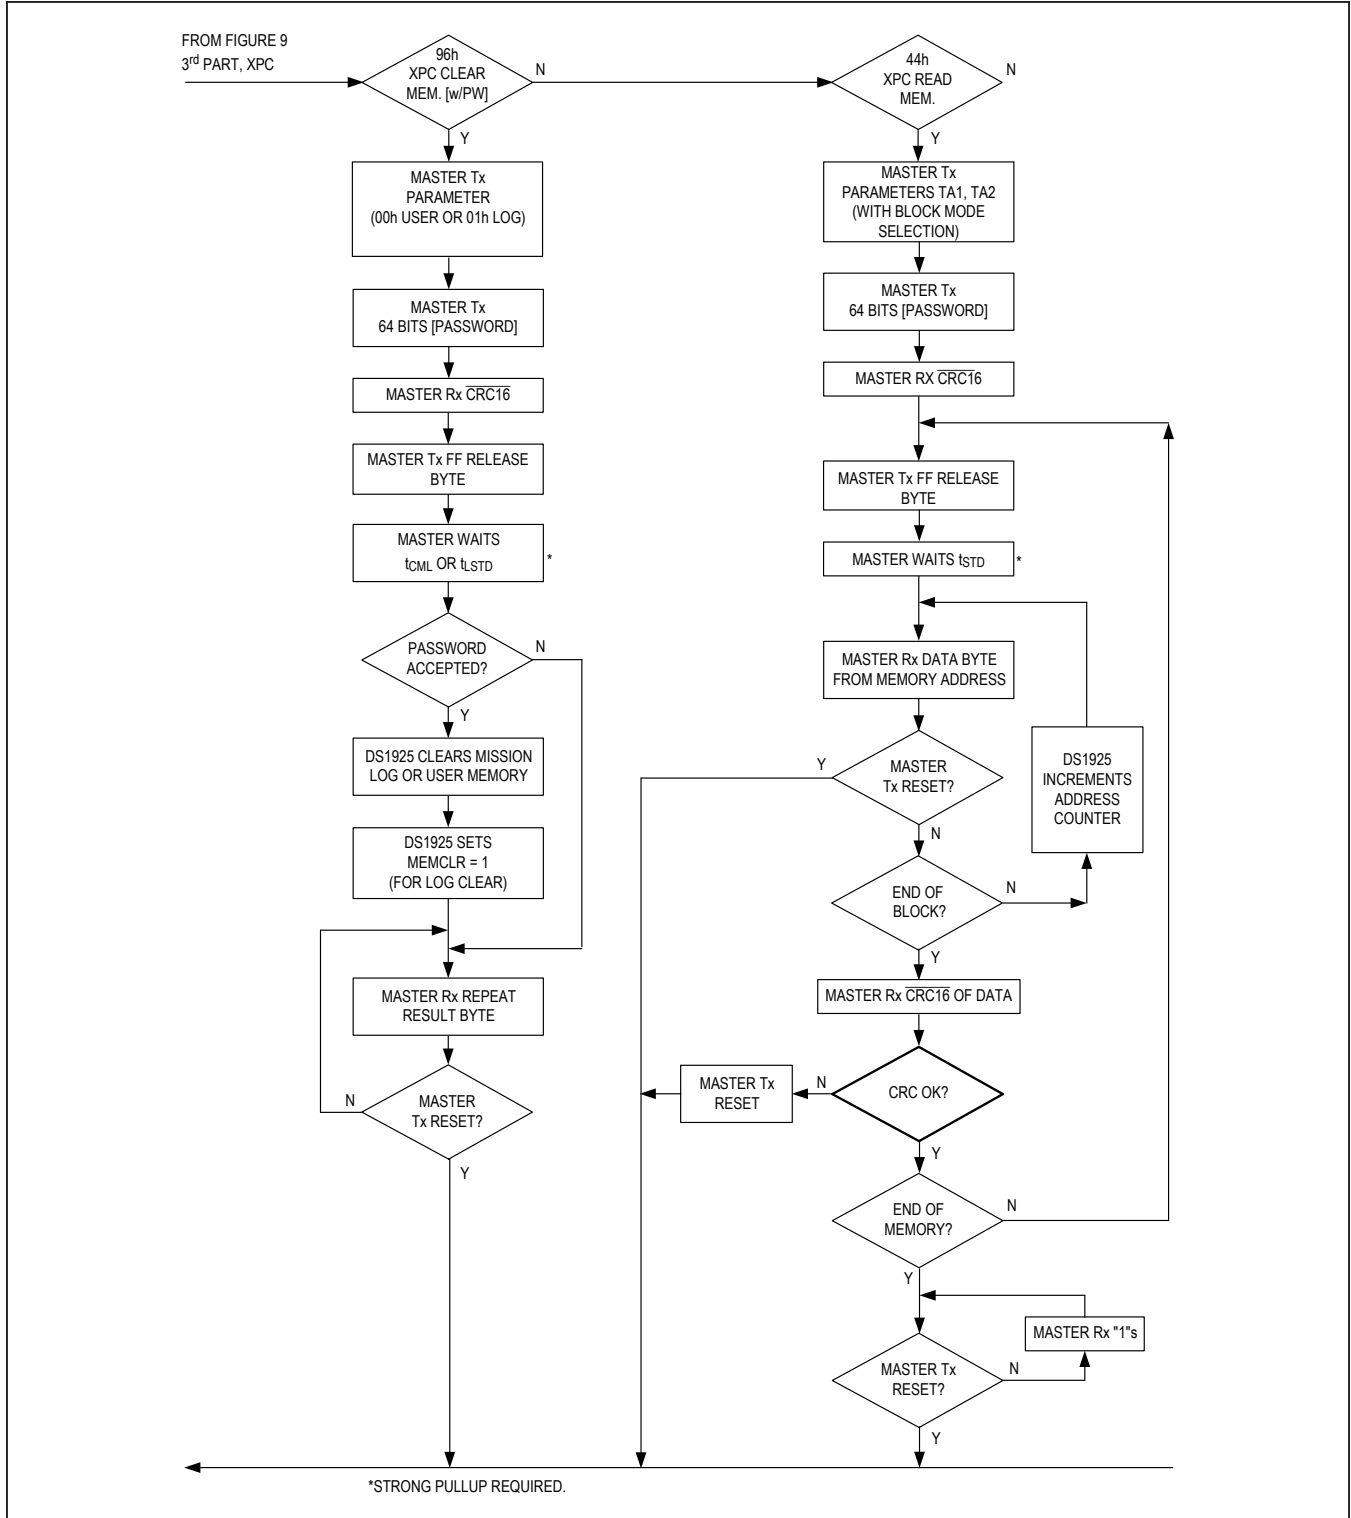 FROM FIGURE 9
3rd PART, XPC
96h
XPC CLEAR
MEM. [w/PW]
N
Y
44h
XPC READ
MEM.
N
Y
MASTER Tx
PARAMETER
(00h USER OR 01h LOG)
MASTER Tx
64 BITS [PASSWORD]
MASTER Rx CRC16
MASTER Tx FF RELEASE
BYTE
MASTER WAITS
tCML OR tLSTD
*
PASSWORD
ACCEPTED?
N
Y
DS1925 CLEARS MISSION
LOG OR USER MEMORY
DS1925 SETS
MEMCLR = 1
(FOR LOG CLEAR)
MASTER Rx REPEAT
RESULT BYTE
MASTER
Tx RESET?
N
Y
MASTER Tx
PARAMETERS TA1, TA2
(WITH BLOCK MODE
SELECTION)
MASTER Tx
64 BITS [PASSWORD]
MASTER RX CRC16
MASTER Tx FF RELEASE
BYTE
MASTER WAITS tSTD
*
MASTER Rx DATA BYTE
FROM MEMORY ADDRESS
MASTER
Tx RESET?
Y
N
DS1925
INCREMENTS
ADDRESS
COUNTER
END OF
BLOCK?
N
Y
MASTER Rx CRC16 OF DATA
CRC OK?
N
MASTER Tx
RESET
Y
END OF
MEMORY?
N
Y
MASTER Rx "1"s
MASTER Tx
RESET?
N
Y
*STRONG PULLUP REQUIRED.